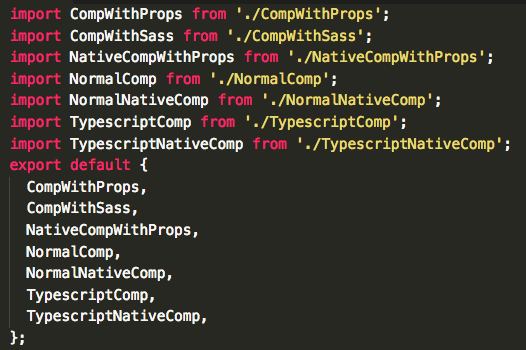 import CompWithProps from './CompWithProps';
import CompWithSass from './CompWithSass';
import NativeCompWithProps from './NativeCompWithProps';
import NormalComp from './NormalComp';
import NormalNativeComp from './NormalNativeComp';
import TypescriptComp from './TypescriptComp';
import TypescriptNativeComp from './TypescriptNativeComp';
export default {
  CompWithProps,
  CompWithSass,
  NativeCompWithProps,
  NormalComp,
  NormalNativeComp,
  TypescriptComp,
  TypescriptNativeComp,
};